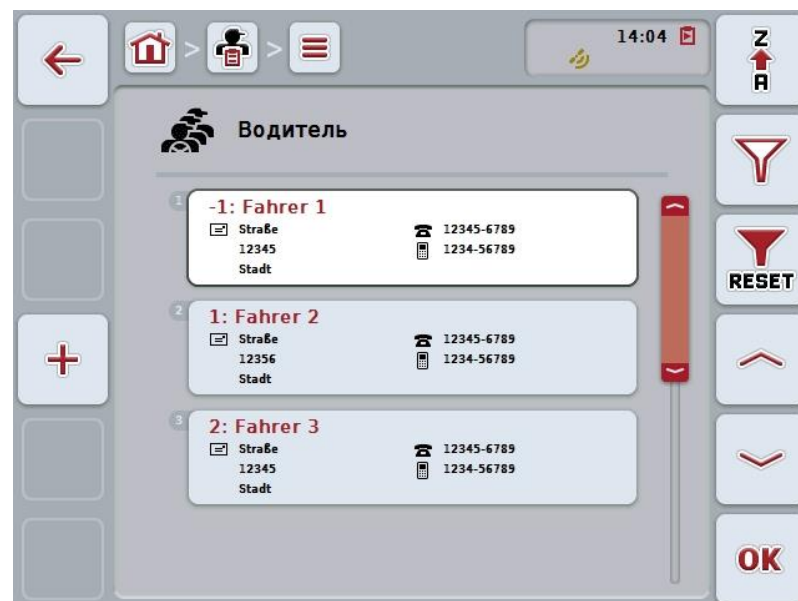 14:04
Z
A
Водитель
1
-1: Fahrer 1
Straße
12345-6789
12345
1234-56789
Stadt
RESET
2
1: Fahrer 2
Straße
12345-6789
12356
1234-56789
Stadt
3
2: Fahrer 3
Straße
12345-6789
12345
1234-56789
Stadt
OK